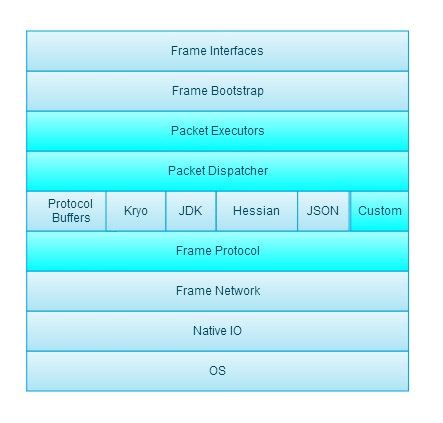 Frame Interfaces
Frame Bootstrap
Packet Executors
Packet Dispatcher
Protocol Buffers Kryo JDK Hessian JSON Custom
Frame Protocol
Frame Network
Native IO
OS